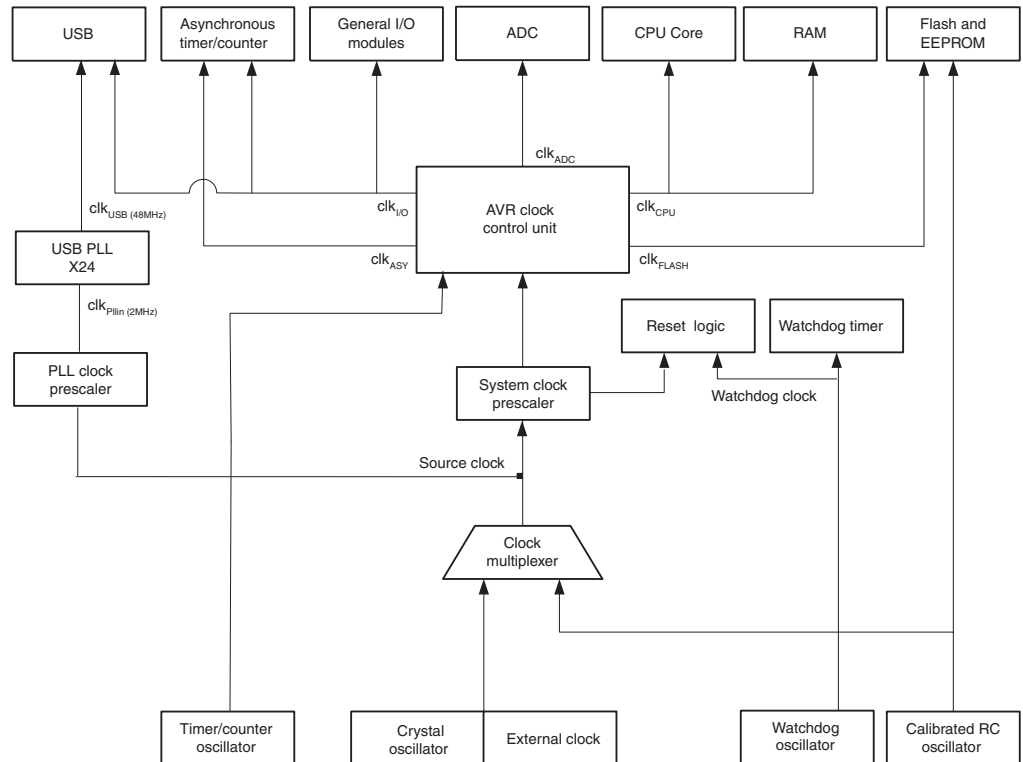 USB
Asynchronous
timer/counter
General I/O
modules
ADC
CPU Core
RAM
Flash and
EEPROM
clkADC
clkI/O
AVR clock
control unit
clkCPU
clkUSB (48MHz)
USB PLL
X24
clkASY
clkFLASH
clkPllin (2MHz)
Reset logic
Watchdog timer
PLL clock
prescaler
System clock
prescaler
Watchdog clock
Source clock
Clock
multiplexer
Timer/counter
oscillator
Crystal
oscillator
External clock
Watchdog
oscillator
Calibrated RC
oscillator